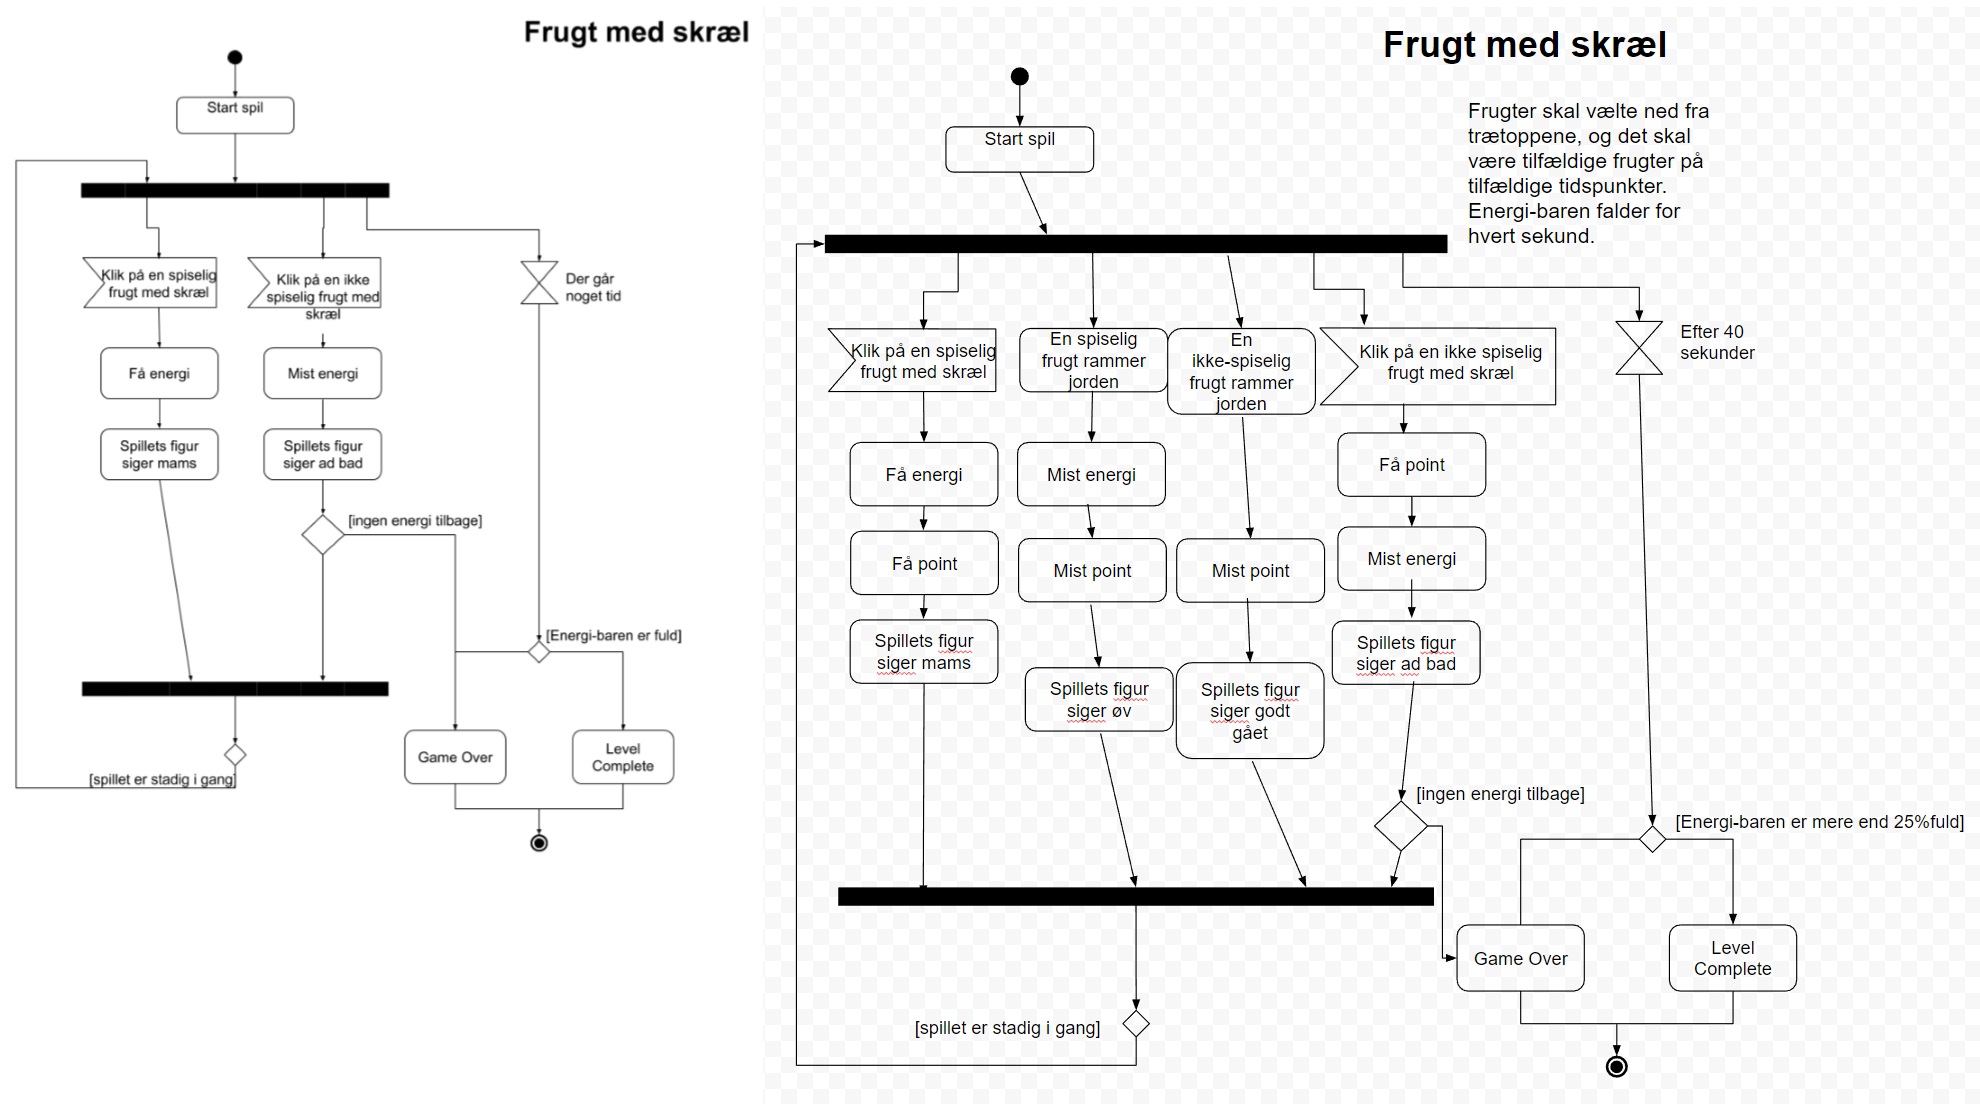 Frugt med skræl
Start spil
Klik på en spiselig
frugt med skræl
Klik på en ikke
spiselig frugt med
skræl
Der går
noget tid
Få energi
Mist energi
Spillets figur
siger mams
Spillets figur
siger ad bad
[ingen energi tilbage]
[Energi-baren er fuld]
Game Over
Level
Complete
[spillet er stadig i gang]
Frugt med skræl
Frugter skal vælte ned fra
trætoppene, og det skal
være tilfældige frugter på
tilfældige tidspunkter.
Energi-baren falder for
hvert sekund.
Start spil
Klik på en spiselig
frugt med skræl
En spiselig
frugt rammer
jorden
En
ikke-spiselig
frugt rammer
jorden
Klik på en ikke spiselig
frugt med skræl
Efter 40
sekunder
Få energi
Mist energi
Få point
Få point
Mist point
Mist point
Mist energi
Spillets figur
siger mams
Spillets figur
siger øv
Spillets figur
siger godt
gået
Spillets figur
siger ad bad
[ingen energi tilbage]
[Energi-baren er mere end 25%fuld]
Game Over
Level
Complete
[spillet er stadig i gang]